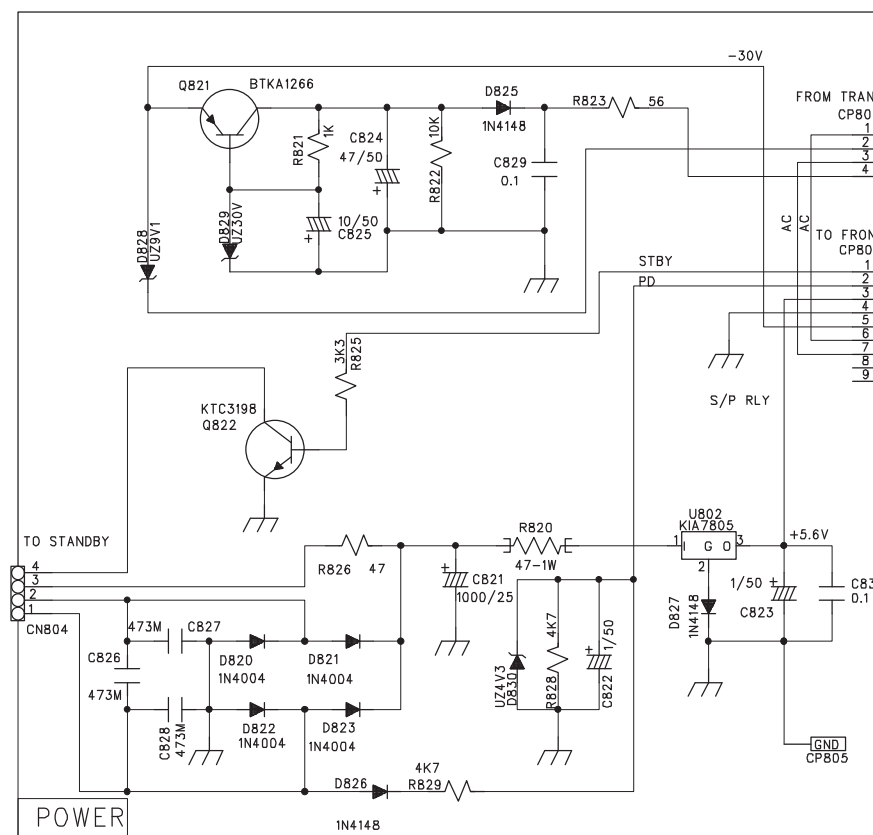 -30V
Q821
BTKA1266
D825
1N4148
R823
56
FROM TRAN
CP80
1
2
3
4
R821
1K
C824
47/50
10K
R822
C829
0.1
AC
AC
D828
UZ9V1
D829
UZ30V
10/50
C825
TO FRON
CP80
STBY
PD
1
2
3
4
5
6
7
8
9
3K3
R825
S/P RLY
KTC3198
Q822
TO STANDBY
4
3
2
1
CN804
R826
47
C821
1000/25
R820
47-1W
U802
KIA7805
1
I G O
3
2
+5.6V
1/50
C823
C83
0.1
D827
1N4148
473M
C827
C826
473M
C828
473M
D820
1N4004
D821
1N4004
D822
1N4004
D823
1N4004
UZ4V3
D830
4K7
R828
1/50
C822
GND
CP805
D826
1N4148
4K7
R829
POWER